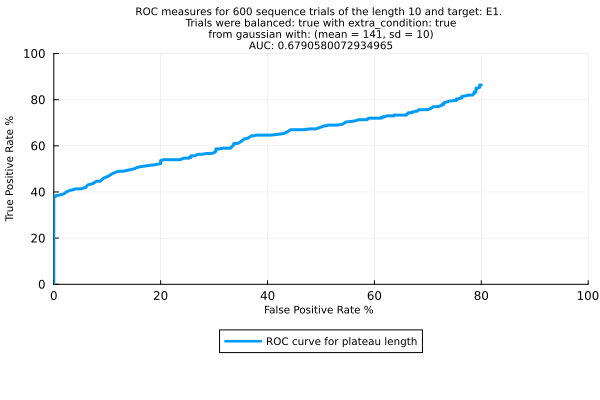 ROC measures for 600 sequence trials of the length 10 and target: E1.
Trials were balanced: true with extra_condition: true
from gaussian with: (mean = 141, sd = 10)
AUC: 0.6790580072934965
100
80
60
40
20
0
True Positive Rate %
0 20 40 60 80 100
False Positive Rate %
ROC curve for plateau length